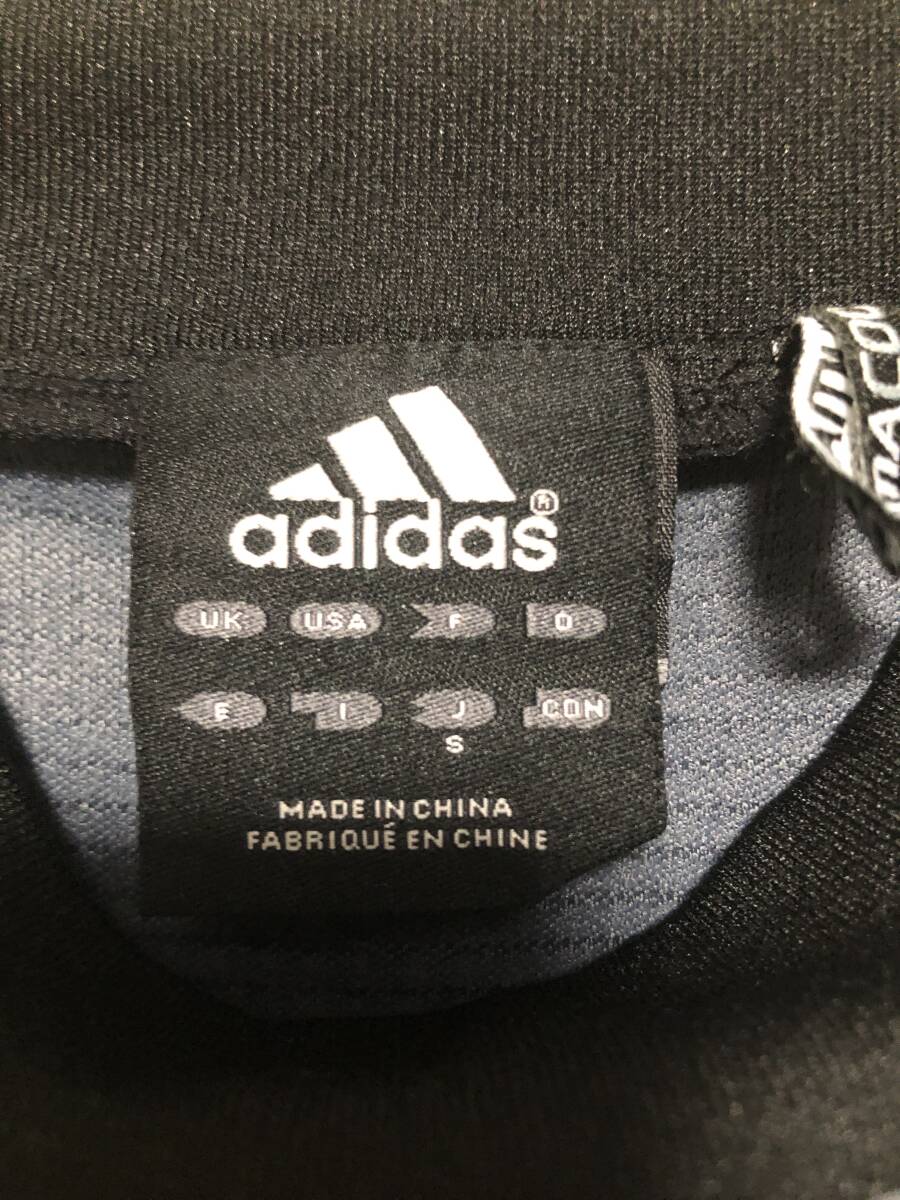 adidas®
UK USA F D
E I J CON
S
MADE IN CHINA
FABRIQUÉ EN CHINE